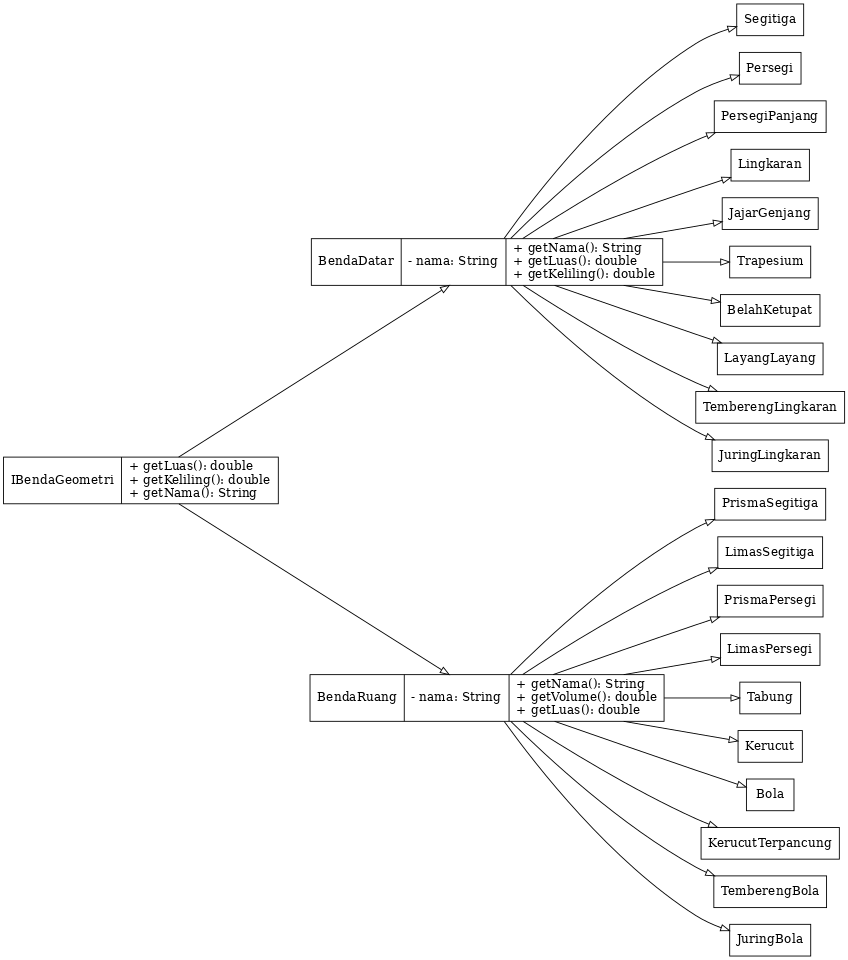 IBendaGeometri
+ getLuas(): double
+ getKeliling(): double
+ getNama(): String
BendaDatar
- nama: String
+ getNama(): String
+ getLuas(): double
+ getKeliling(): double
Segitiga
Persegi
PersegiPanjang
Lingkaran
JajarGenjang
Trapesium
BelahKetupat
LayangLayang
TemberengLingkaran
JuringLingkaran
BendaRuang
- nama: String
+ getNama(): String
+ getVolume(): double
+ getLuas(): double
PrismaSegitiga
LimasSegitiga
PrismaPersegi
LimasPersegi
Tabung
Kerucut
Bola
KerucutTerpancung
TemberengBola
JuringBola